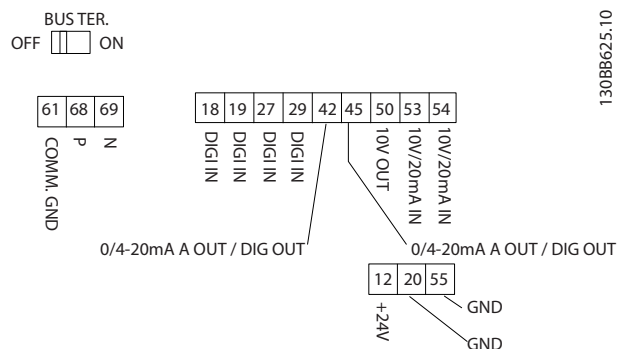 BUS TER.
OFF ON
130BB625.10
61 68 69
COMM. GND
P
N
18 19 27 29 42 45 50 53 54
DIGI IN
DIGI IN
DIGI IN
DIGI IN
10V OUT
10V/20mA IN
10V/20mA IN
0/4-20mA A OUT / DIG OUT
0/4-20mA A OUT / DIG OUT
12 20 55
+24V
GND
GND